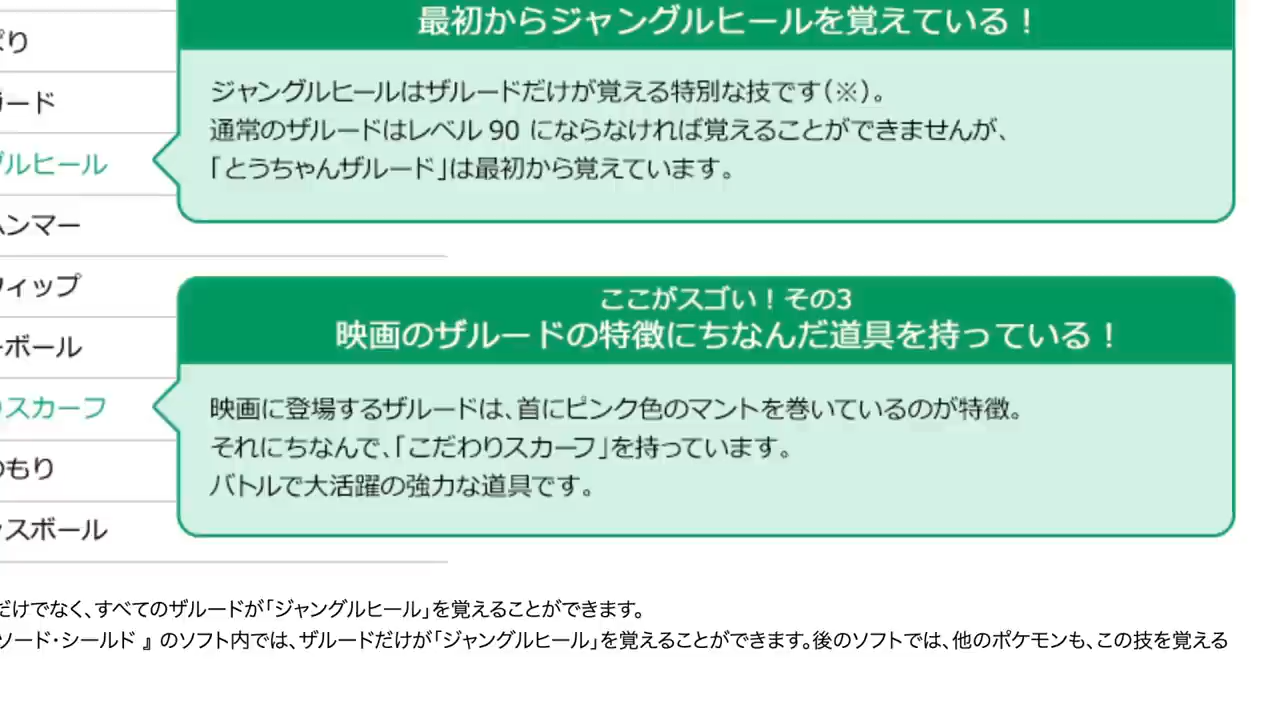 最初からジャングルヒールを覚えている！
ジャングルヒールはザルードだけが覚える特別な技です(※)。
通常のザルードはレベル 90 にならなければ覚えることができませんが、
「とうちゃんザルード」は最初から覚えています。
ぱり
ード
グルヒール
ハンマー
ウィップ
ーボール
りスカーフ
のもり
ラスボール
ここがスゴい！その3
映画のザルードの特徴にちなんだ道具を持っている！
映画に登場するザルードは、首にピンク色のマントを巻いているのが特徴。
それにちなんで、「こだわりスカーフ」を持っています。
バトルで大活躍の強力な道具です。
だけでなく、すべてのザルードが「ジャングルヒール」を覚えることができます。
ソード・シールド 』 のソフト内では、ザルードだけが「ジャングルヒール」を覚えることができます。後のソフトでは、他のポケモンも、この技を覚える